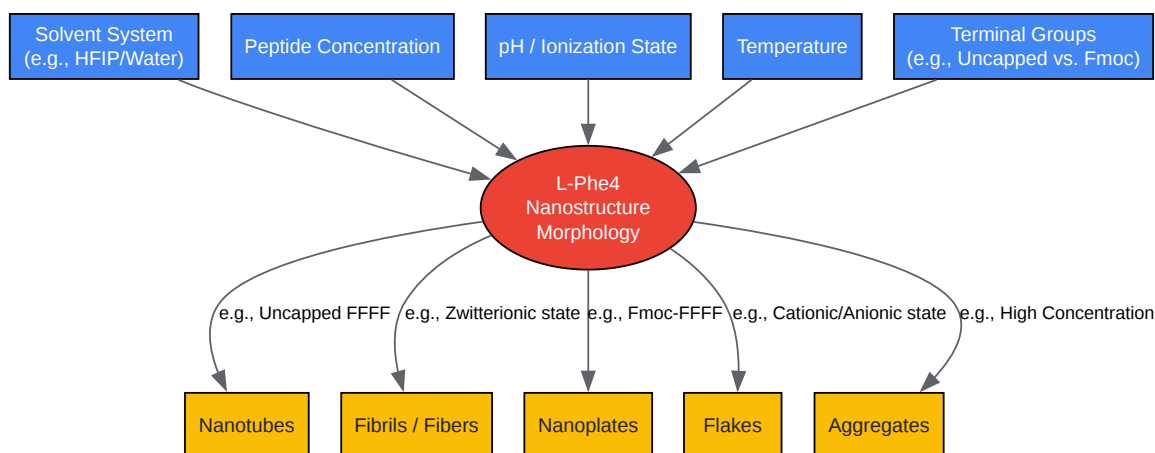 Solvent System
(e.g., HFIP/Water)
Peptide Concentration
pH / Ionization State
Temperature
Terminal Groups
(e.g., Uncapped vs. Fmoc)
L-Phe4
Nanostructure
Morphology
e.g., Uncapped FFFF
e.g., Zwitterionic state
e.g., Fmoc-FFFF
e.g., Cationic/Anionic state
e.g., High Concentration
Nanotubes
Fibrils / Fibers
Nanoplates
Flakes
Aggregates